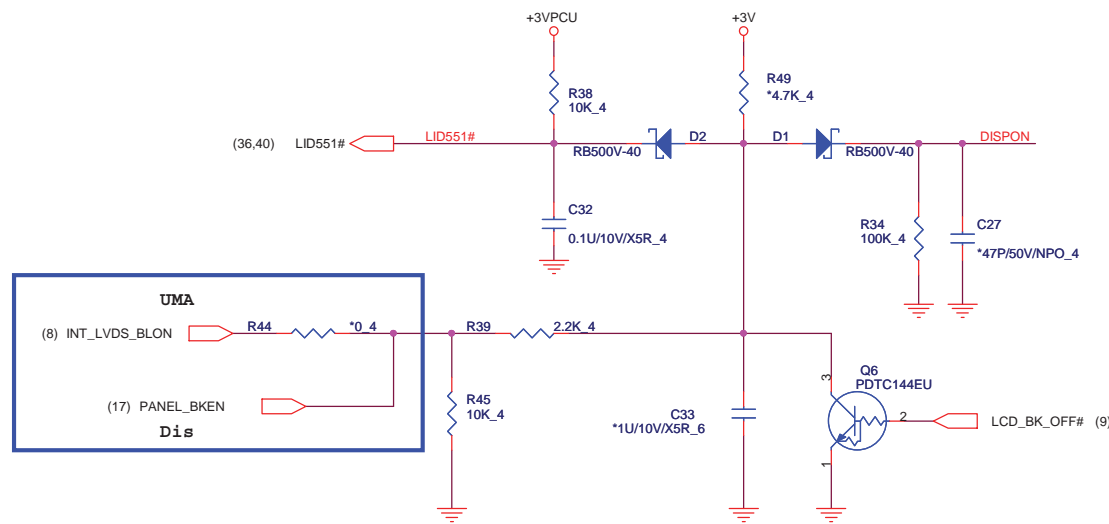 +3VPCU
+3V
R38
10K_4
R49
*4.7K_4
(36,40) LID551#
LID551#
D2
D1
DISPON
RB500V-40
RB500V-40
C32
0.1U/10V/X5R_4
R34
100K_4
C27
*47P/50V/NPO_4
UMA
(8) INT_LVDS_BLON
R44
*0_4
R39
2.2K_4
(17) PANEL_BKEN
Dis
R45
10K_4
C33
*1U/10V/X5R_6
3
Q6
PDTC144EU
2
LCD_BK_OFF# (9)
1